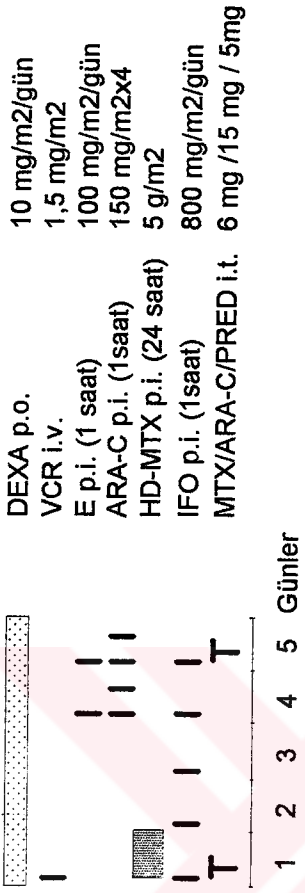 DEXA p.o. 10 mg/m2/gün
VCR i.v. 1,5 mg/m2
E p.i. (1 saat) 100 mg/m2/gün
ARA-C p.i. (1saat) 150 mg/m2x4
HD-MTX p.i. (24 saat) 5 g/m2
IFO p.i. (1saat) 800 mg/m2/gün
MTX/ARA-C/PRED i.t. 6 mg /15 mg / 5mg
1 2 3 4 5 Günler